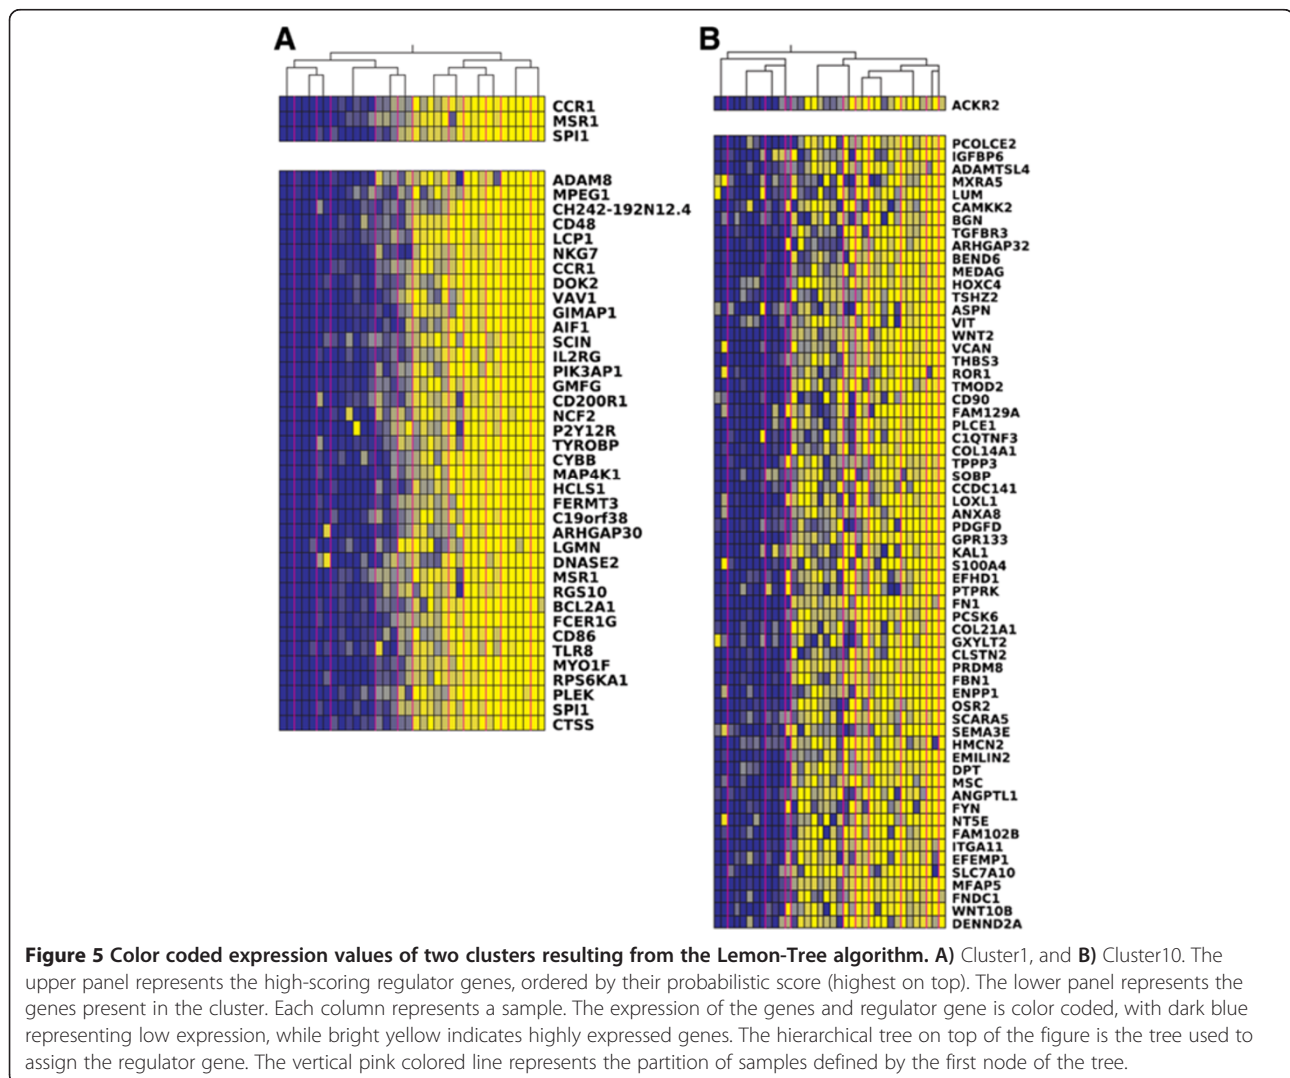 A
CCR1
MSR1
SPI1
ADAM8
MPEG1
CH242-192N12.4
CD48
LCP1
NKG7
CCR1
DOK2
VAV1
GIMAP1
AIF1
SCIN
IL2RG
PIK3AP1
GMFG
CD200R1
NCF2
P2Y12R
TYROBP
CYBB
MAP4K1
HCLS1
FERMT3
C19orf38
ARHGAP30
LGMN
DNASE2
MSR1
RGS10
BCL2A1
FCER1G
CD86
TLR8
MYO1F
RPS6KA1
PLEK
SPI1
CTSS
B
ACKR2
PCOLCE2
IGFBP6
ADAMTSL4
MXRA5
LUM
CAMKK2
BGN
TGFBR3
ARHGAP32
BEND6
MEDAG
HOXC4
TSHZ2
ASPN
VIT
WNT2
VCAN
THBS3
ROR1
TMOD2
CD90
FAM129A
PLCE1
C1QTNF3
COL14A1
TPPP3
SOBP
CCDC141
LOXL1
ANXA8
PDGFD
GPR133
KAL1
S100A4
EFHD1
PTPRK
FN1
PCSK6
COL21A1
GXYLT2
CLSTN2
PRDM8
FBN1
ENPP1
OSR2
SCARA5
SEMA3E
HMCN2
EMILIN2
DPT
MSC
ANGPTL1
FYN
NT5E
FAM102B
ITGA11
EFEMP1
SLC7A10
MFAP5
FNDC1
WNT10B
DENND2A
Figure 5 Color coded expression values of two clusters resulting from the Lemon-Tree algorithm. A) Cluster1, and B) Cluster10. The
upper panel represents the high-scoring regulator genes, ordered by their probabilistic score (highest on top). The lower panel represents the
genes present in the cluster. Each column represents a sample. The expression of the genes and regulator gene is color coded, with dark blue
representing low expression, while bright yellow indicates highly expressed genes. The hierarchical tree on top of the figure is the tree used to
assign the regulator gene. The vertical pink colored line represents the partition of samples defined by the first node of the tree.